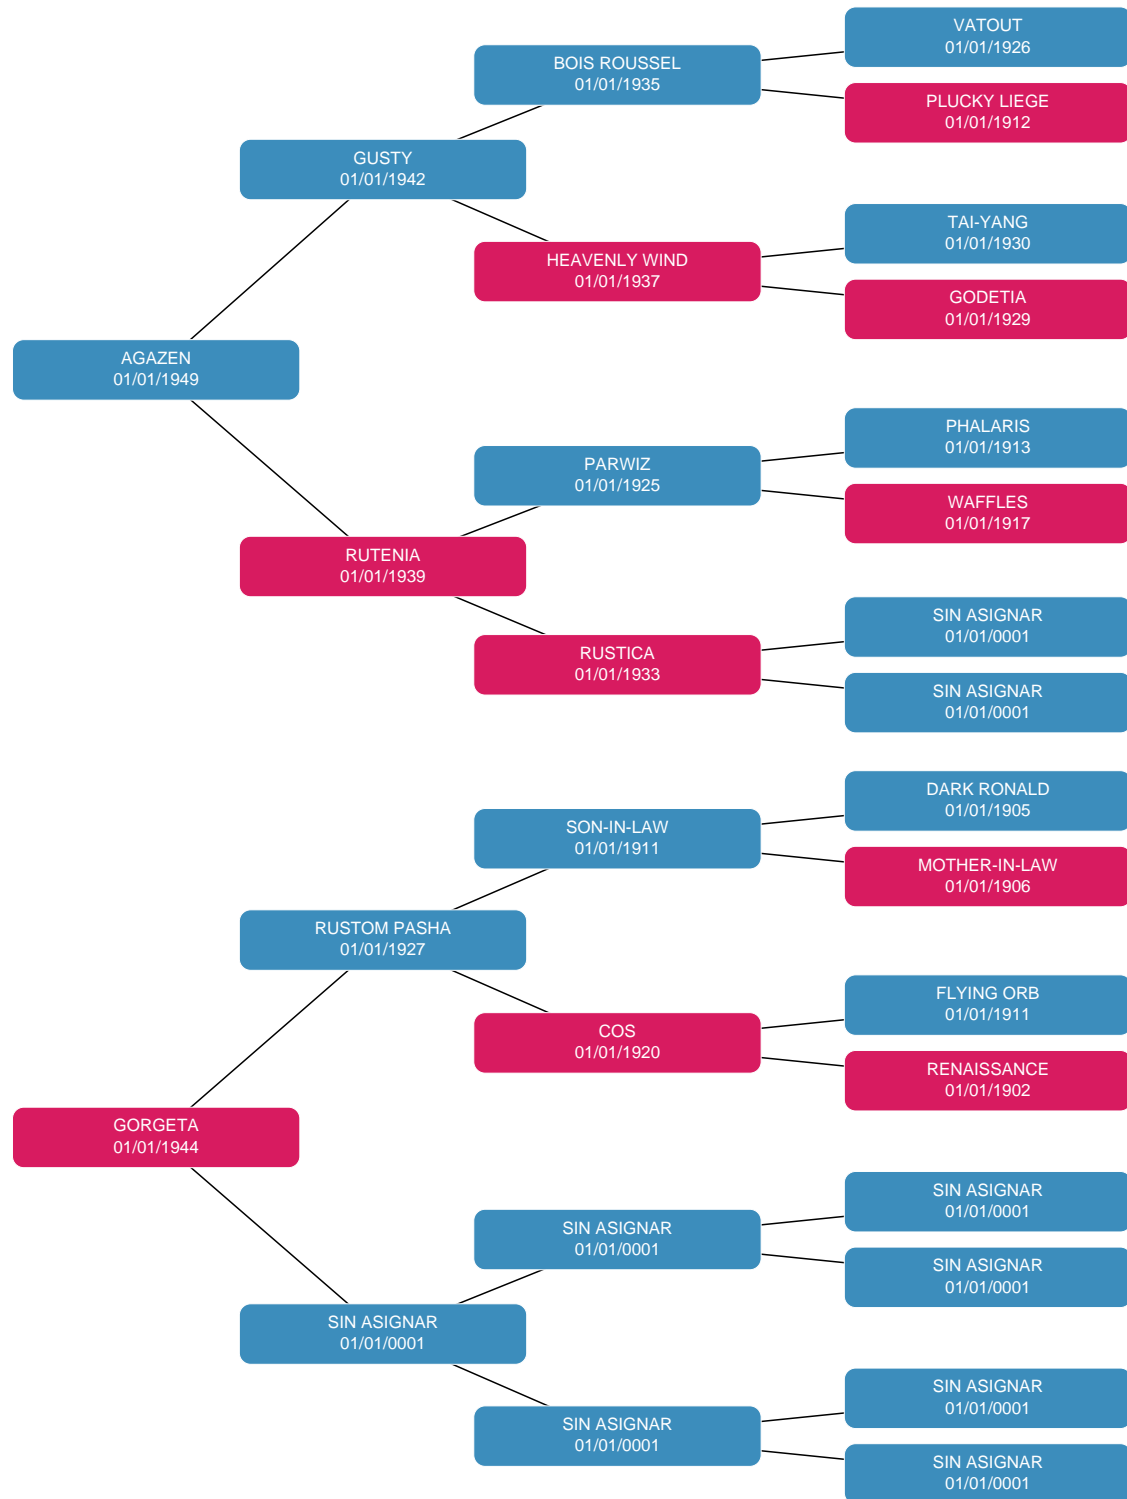 VATOUT
01/01/1926
BOIS ROUSSEL
01/01/1935
PLUCKY LIEGE
01/01/1912
GUSTY
01/01/1942
TAI-YANG
01/01/1930
HEAVENLY WIND
01/01/1937
GODETIA
01/01/1929
AGAZEN
01/01/1949
PHALARIS
01/01/1913
PARWIZ
01/01/1925
WAFFLES
01/01/1917
RUTENIA
01/01/1939
SIN ASIGNAR
01/01/0001
RUSTICA
01/01/1933
SIN ASIGNAR
01/01/0001
DARK RONALD
01/01/1905
SON-IN-LAW
01/01/1911
MOTHER-IN-LAW
01/01/1906
RUSTOM PASHA
01/01/1927
FLYING ORB
01/01/1911
COS
01/01/1920
RENAISSANCE
01/01/1902
GORGETA
01/01/1944
SIN ASIGNAR
01/01/0001
SIN ASIGNAR
01/01/0001
SIN ASIGNAR
01/01/0001
SIN ASIGNAR
01/01/0001
SIN ASIGNAR
01/01/0001
SIN ASIGNAR
01/01/0001
SIN ASIGNAR
01/01/0001